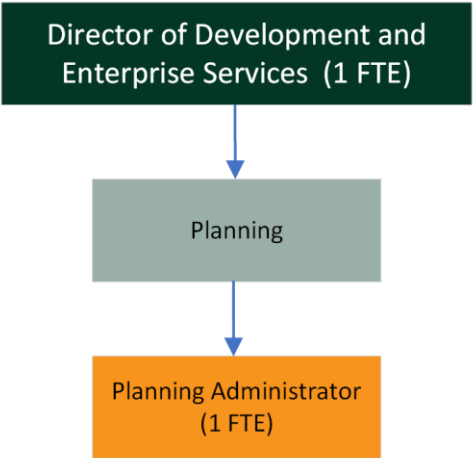 Director of Development and
Enterprise Services (1 FTE)
Planning
Planning Administrator
(1 FTE)